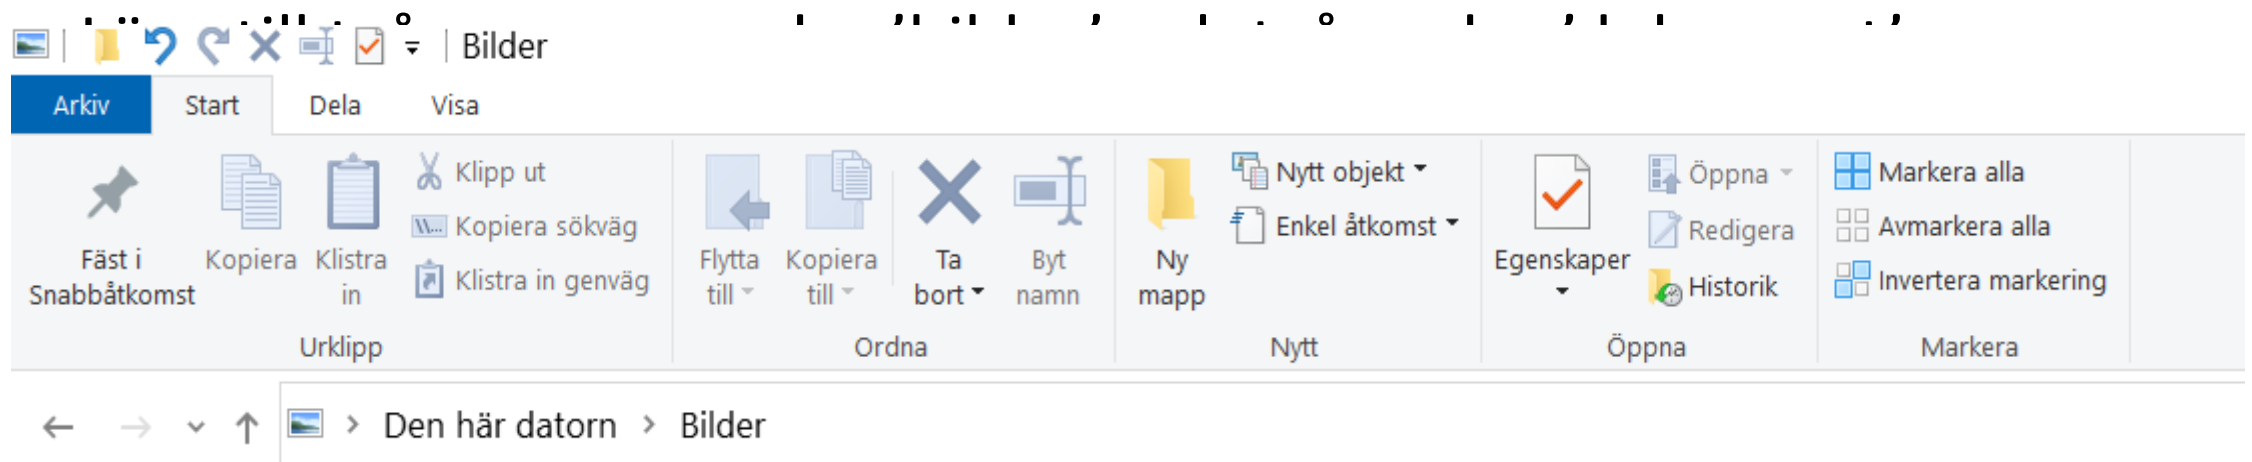 Bilder
Arkiv Start Dela Visa
Fäst i Snabbåtkomst
Kopiera
Klistra in
Klipp ut
Kopiera sökväg
Klistra in genväg
Urklipp
Flytta till
Kopiera till
Ta bort
Byt namn
Ordna
Ny mapp
Nytt objekt
Enkel åtkomst
Nytt
Egenskaper
Öppna
Redigera
Historik
Öppna
Markera alla
Avmarkera alla
Invertera markering
Markera
Den här datorn > Bilder